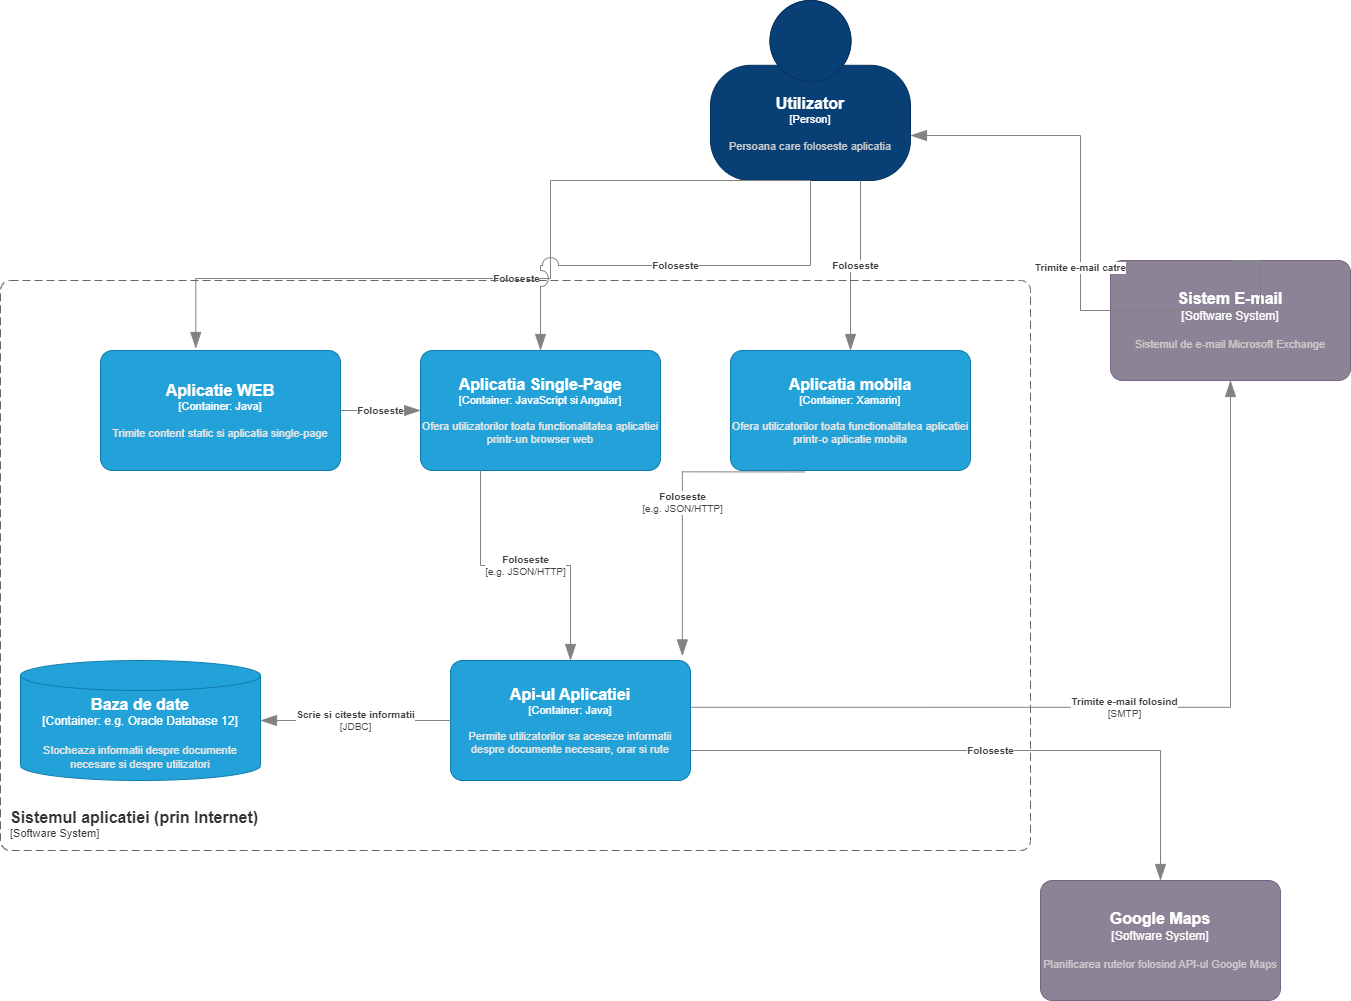 Utilizator
[Person]
Persoana care foloseste aplicatia
Foloseste
Foloseste
Foloseste
Trimite e-mail catre
Sistem E-mail
[Software System]
Sistemul de e-mail Microsoft Exchange
Aplicatie WEB
[Container: Java]
Trimite content static si aplicatia single-page
Foloseste
Aplicatia Single-Page
[Container: JavaScript si Angular]
Ofera utilizatorilor toata functionalitatea aplicatiei
printr-un browser web
Aplicatia mobila
[Container: Xamarin]
Ofera utilizatorilor toata functionalitatea aplicatiei
printr-o aplicatie mobila
Foloseste
[e.g. JSON/HTTP]
Foloseste
[e.g. JSON/HTTP]
Baza de date
[Container: e.g. Oracle Database 12]
Stocheaza informatii despre documente
necesare si despre utilizatori
Scrie si citeste informatii
[JDBC]
Api-ul Aplicatiei
[Container: Java]
Permite utilizatorilor sa aceseze informatii
despre documente necesare, orar si rute
Trimite e-mail folosind
[SMTP]
Foloseste
Sistemul aplicatiei (prin Internet)
[Software System]
Google Maps
[Software System]
Planificarea rutelor folosind API-ul Google Maps